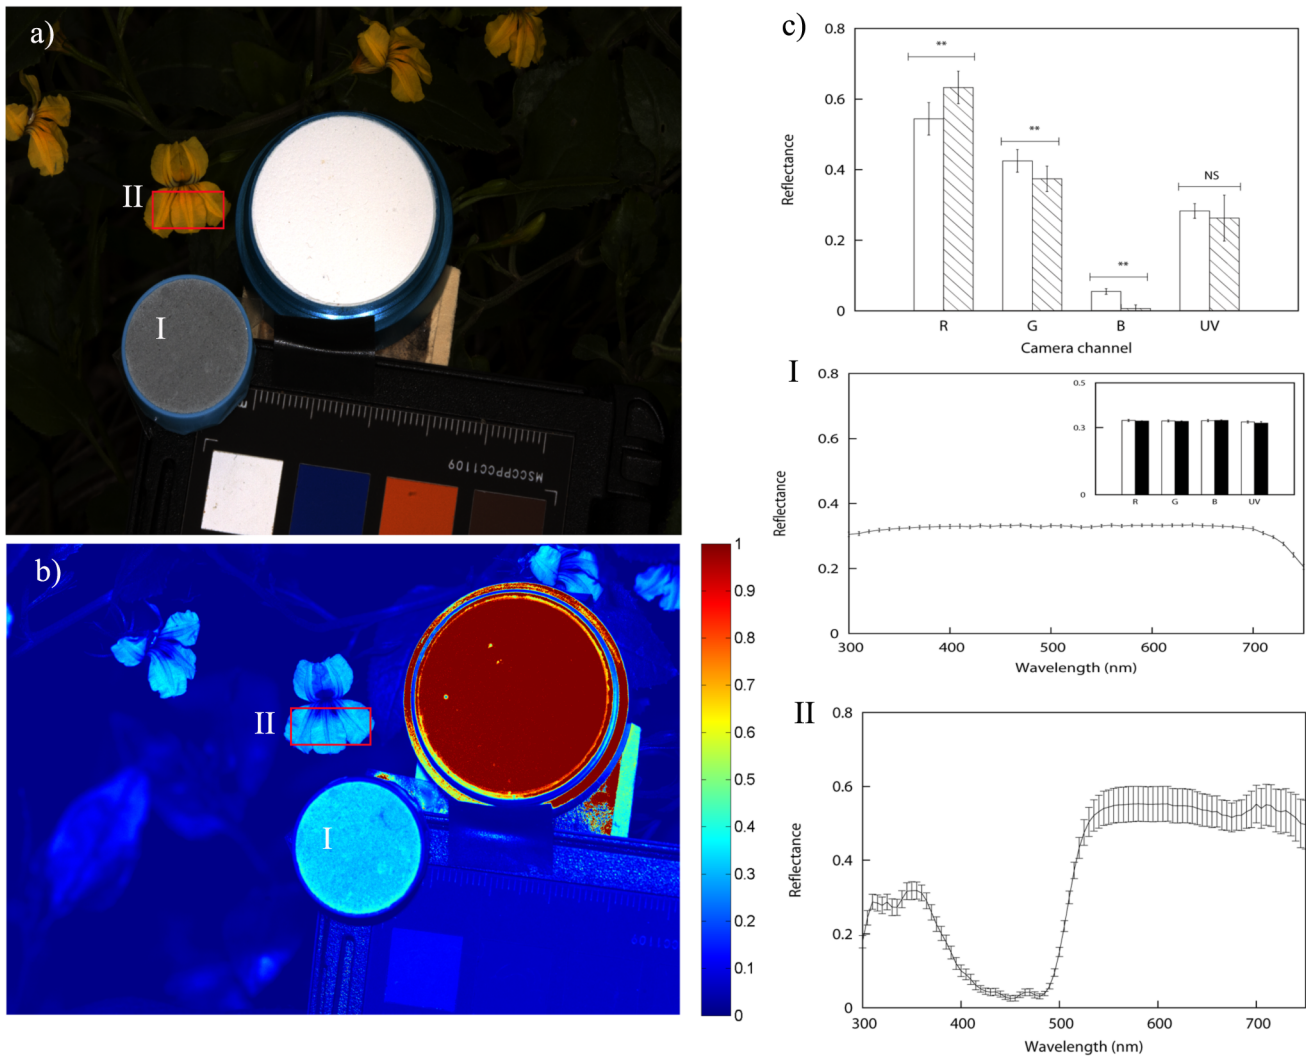 a)
II
I
MSCCPPCC1109
b)
II
I
1
0.9
0.8
0.7
0.6
0.5
0.4
0.3
0.2
0.1
0
c)
0.8
0.6
0.4
0.2
0
Reflectance
**
**
**
NS
R G B UV
Camera channel
I
0.8
0.6
0.4
0.2
0
Reflectance
0.5
0.3
0
R G B UV
300 400 500 600 700
Wavelength (nm)
II
0.8
0.6
0.4
0.2
0
Reflectance
300 400 500 600 700
Wavelength (nm)